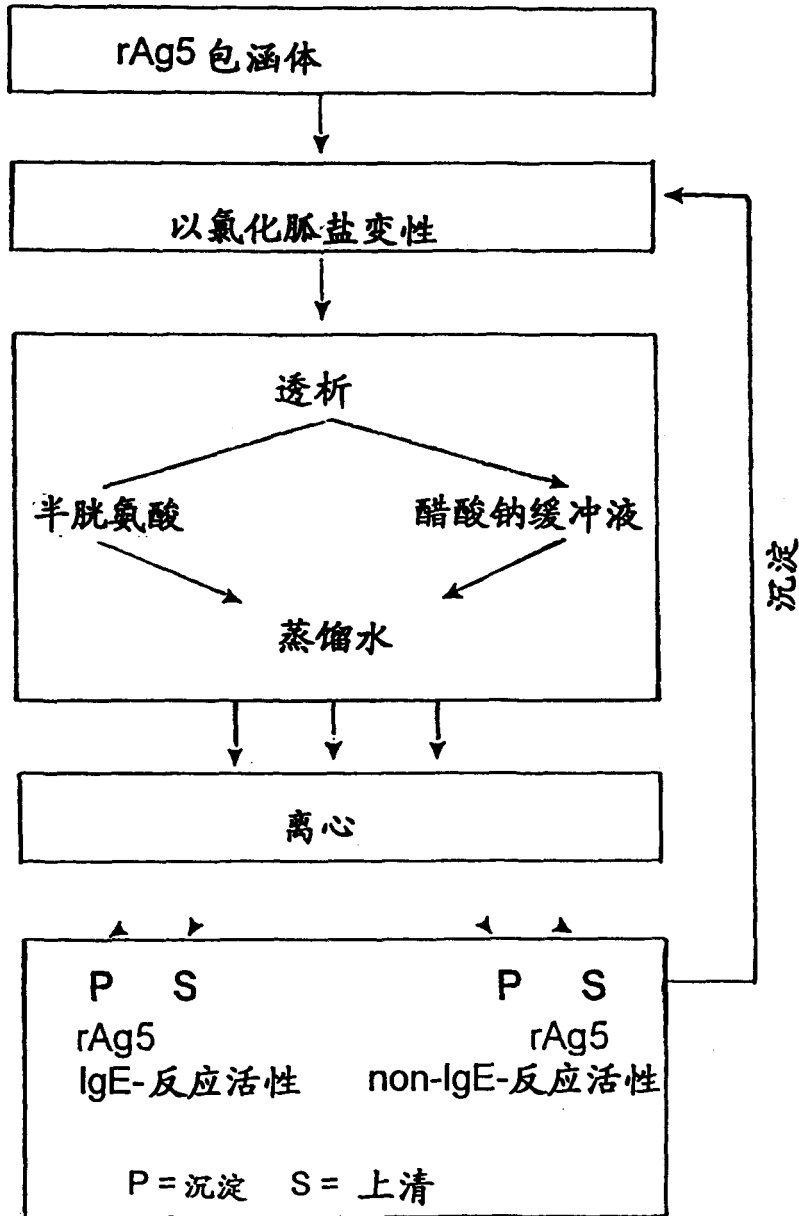 rAg5 包涵体
以氯化胍盐变性
透析
半胱氨酸 醋酸钠缓冲液
蒸馏水
沉淀
离心
P S P S
rAg5 rAg5
IgE-反应活性 non-IgE-反应活性
P = 沉淀 S = 上清